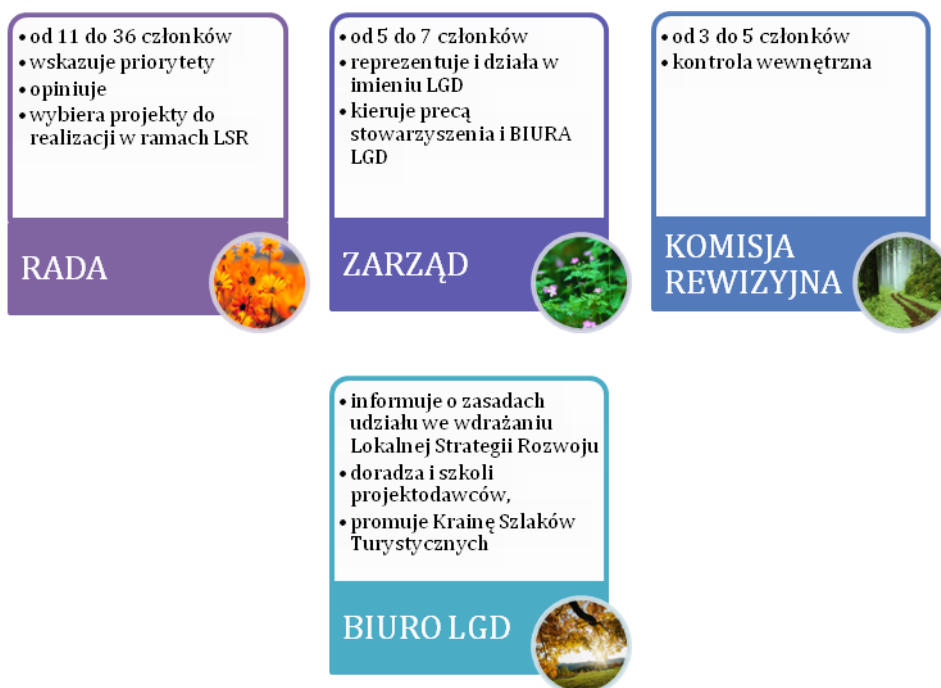 • od 11 do 36 członków
• wskazuje priorytety
• opiniuje
• wybiera projekty do
realizacji w ramach LSR
RADA
• od 5 do 7 członków
• reprezentuje i działa w
imieniu LGD
• kieruje precą
stowarzyszenia i BIURA
LGD
ZARZĄD
• od 3 do 5 członków
• kontrola wewnętrzna
KOMISJA
REWIZYJNA
• informuje o zasadach
udziału we wdrażaniu
Lokalnej Strategii Rozwoju
• doradza i szkoli
projektodawców,
• promuje Krainę Szlaków
Turystycznych
BIURO LGD